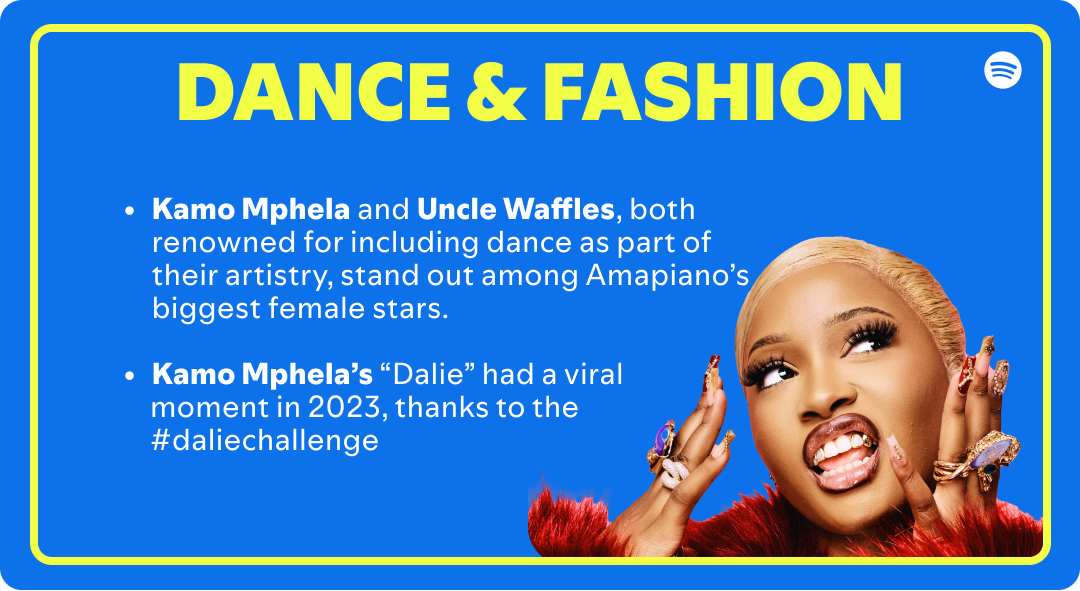 DANCE & FASHION
• Kamo Mphela and Uncle Waffles, both
renowned for including dance as part of
their artistry, stand out among Amapiano’s
biggest female stars.
• Kamo Mphela’s “Dalie” had a viral
moment in 2023, thanks to the
#daliechallenge